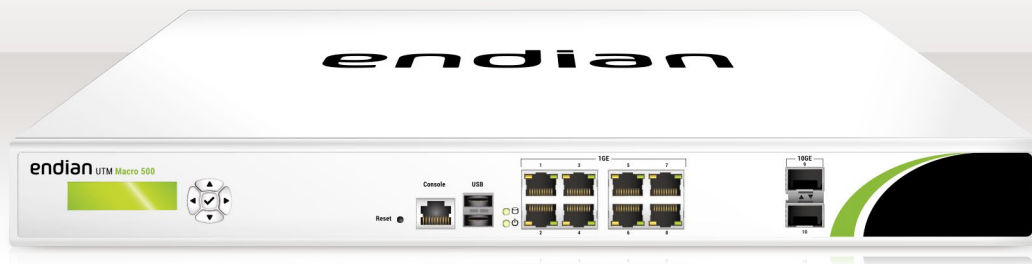 endian
endian UTM Macro 500
Reset
Console
USB
1GE
1 3 5 7
2 4 6 8
10GE
9
10